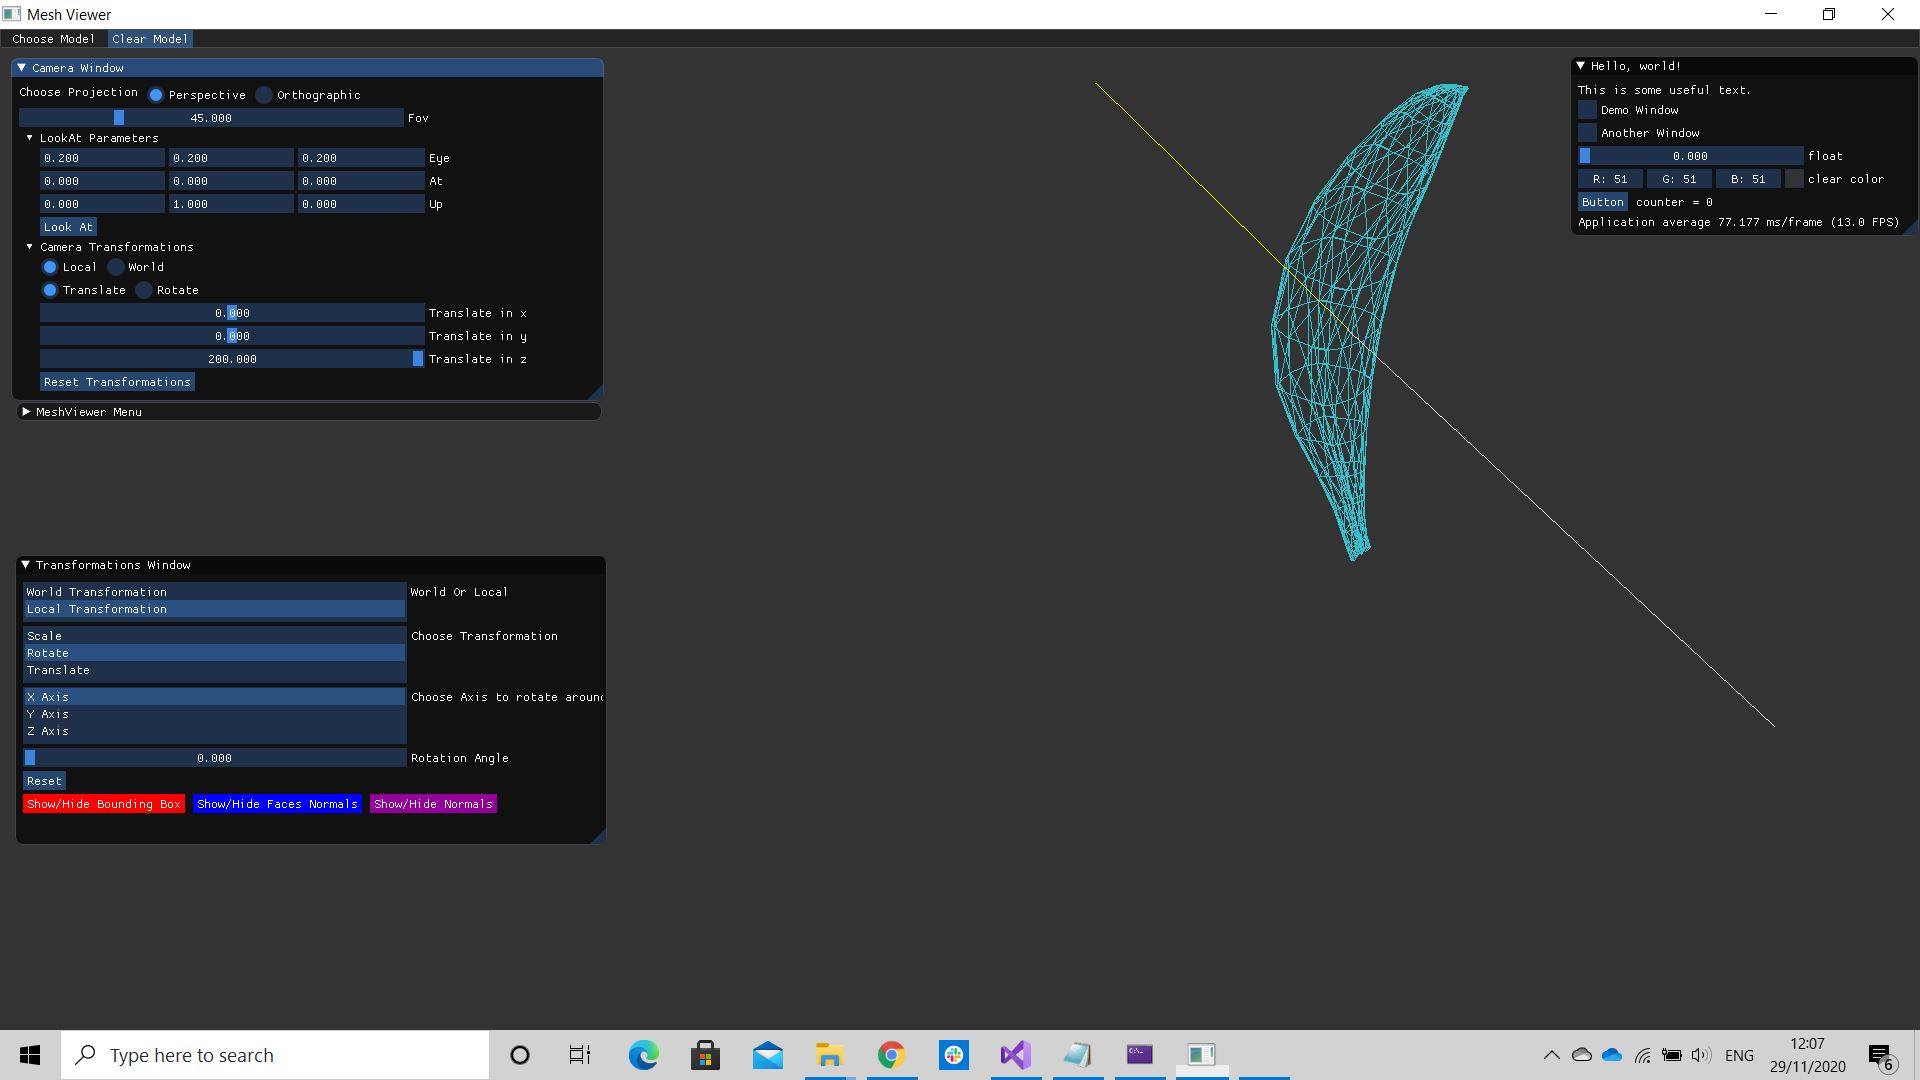 Mesh Viewer
Choose Model Clear Model
Camera Window
Choose Projection Perspective Orthographic
45.000 Fov
LookAt Parameters
0.200 0.200 0.200 Eye
0.000 0.000 0.000 At
0.000 1.000 0.000 Up
Look At
Camera Transformations
Local World
Translate Rotate
0.000 Translate in x
0.000 Translate in y
200.000 Translate in z
Reset Transformations
MeshViewer Menu
Hello, world!
This is some useful text.
Demo Window
Another Window
0.000 float
R: 51 G: 51 B: 51 clear color
Button counter = 0
Application average 77.177 ms/frame (13.0 FPS)
Transformations Window
World Transformation World Or Local
Local Transformation
Scale Choose Transformation
Rotate
Translate
X Axis Choose Axis to rotate aroun
Y Axis
Z Axis
0.000 Rotation Angle
Reset
Show/Hide Bounding Box Show/Hide Faces Normals Show/Hide Normals
Type here to search
C:\_
ENG
12:07
29/11/2020
6